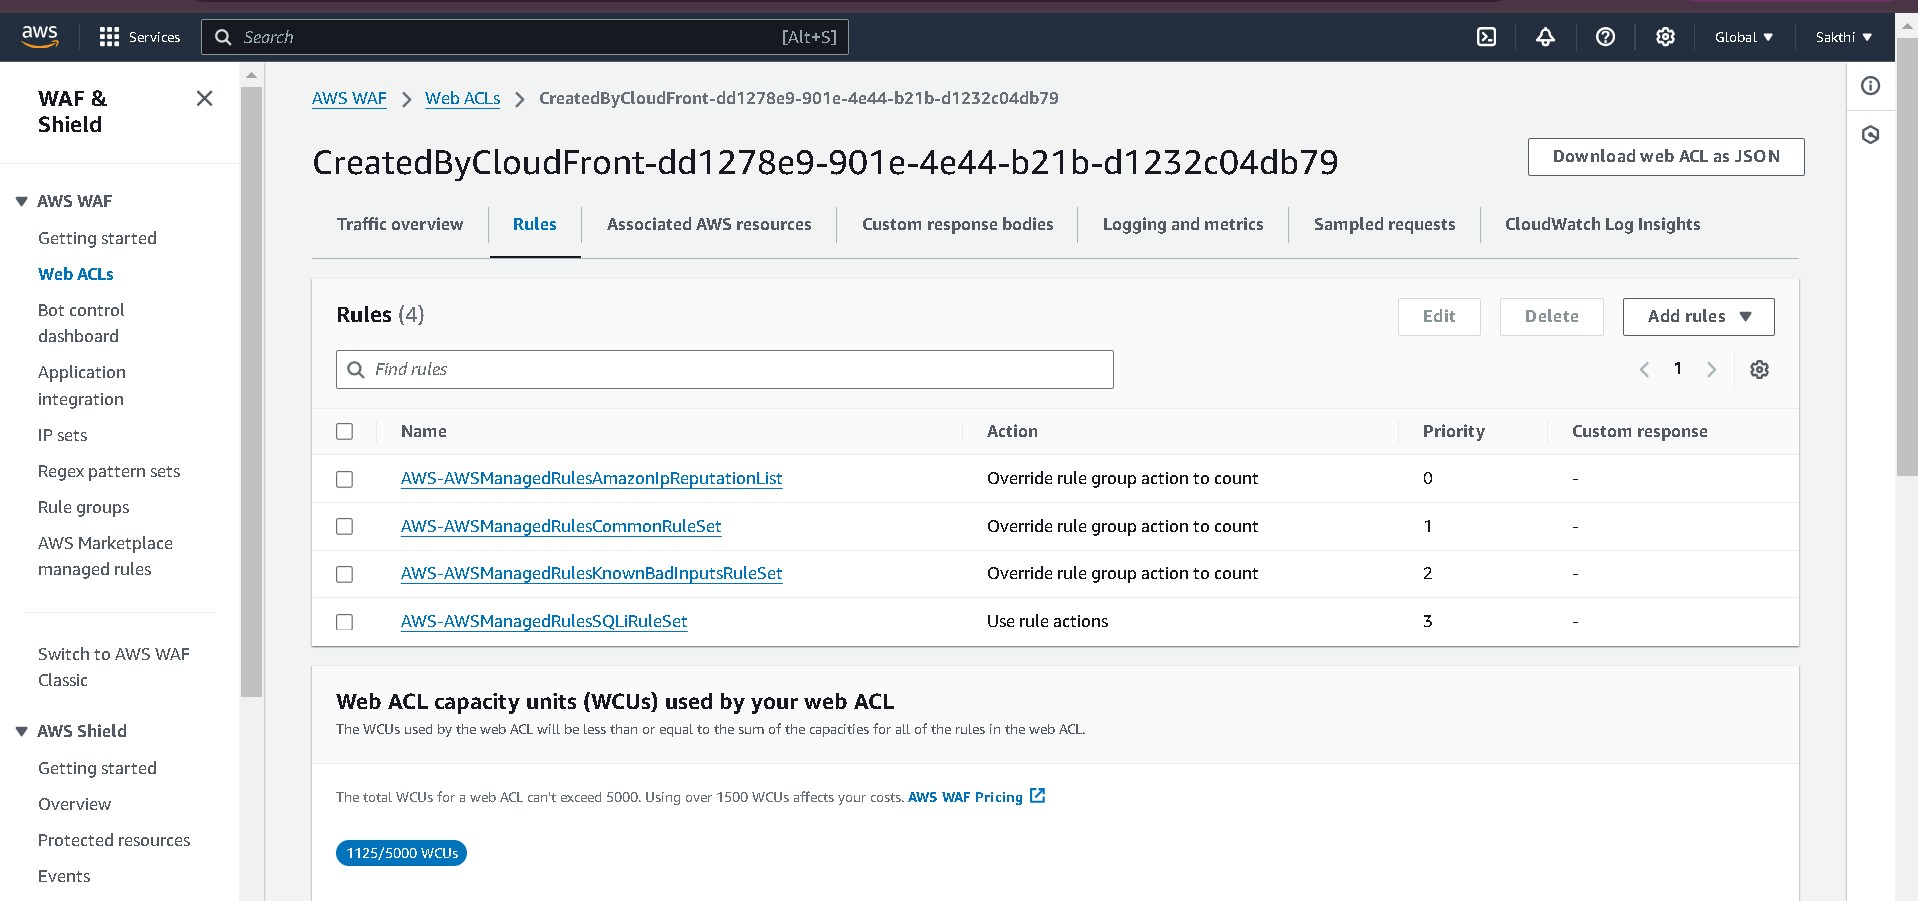 aws
Services
Search
[Alt+S]
Global
Sakthi
WAF &
Shield
AWS WAF
Getting started
Web ACLs
Bot control
dashboard
Application
integration
IP sets
Regex pattern sets
Rule groups
AWS Marketplace
managed rules
Switch to AWS WAF
Classic
AWS Shield
Getting started
Overview
Protected resources
Events
AWS WAF
Web ACLs
CreatedByCloudFront-dd1278e9-901e-4e44-b21b-d1232c04db79
CreatedByCloudFront-dd1278e9-901e-4e44-b21b-d1232c04db79
Download web ACL as JSON
Traffic overview
Rules
Associated AWS resources
Custom response bodies
Logging and metrics
Sampled requests
CloudWatch Log Insights
Rules (4)
Edit
Delete
Add rules
Find rules
1
Name Action Priority Custom response
AWS-AWSManagedRulesAmazonIpReputationList Override rule group action to count 0 -
AWS-AWSManagedRulesCommonRuleSet Override rule group action to count 1 -
AWS-AWSManagedRulesKnownBadInputsRuleSet Override rule group action to count 2 -
AWS-AWSManagedRulesSQLiRuleSet Use rule actions 3 -
Web ACL capacity units (WCUs) used by your web ACL
The WCUs used by the web ACL will be less than or equal to the sum of the capacities for all of the rules in the web ACL.
The total WCUs for a web ACL can't exceed 5000. Using over 1500 WCUs affects your costs. AWS WAF Pricing
1125/5000 WCUs